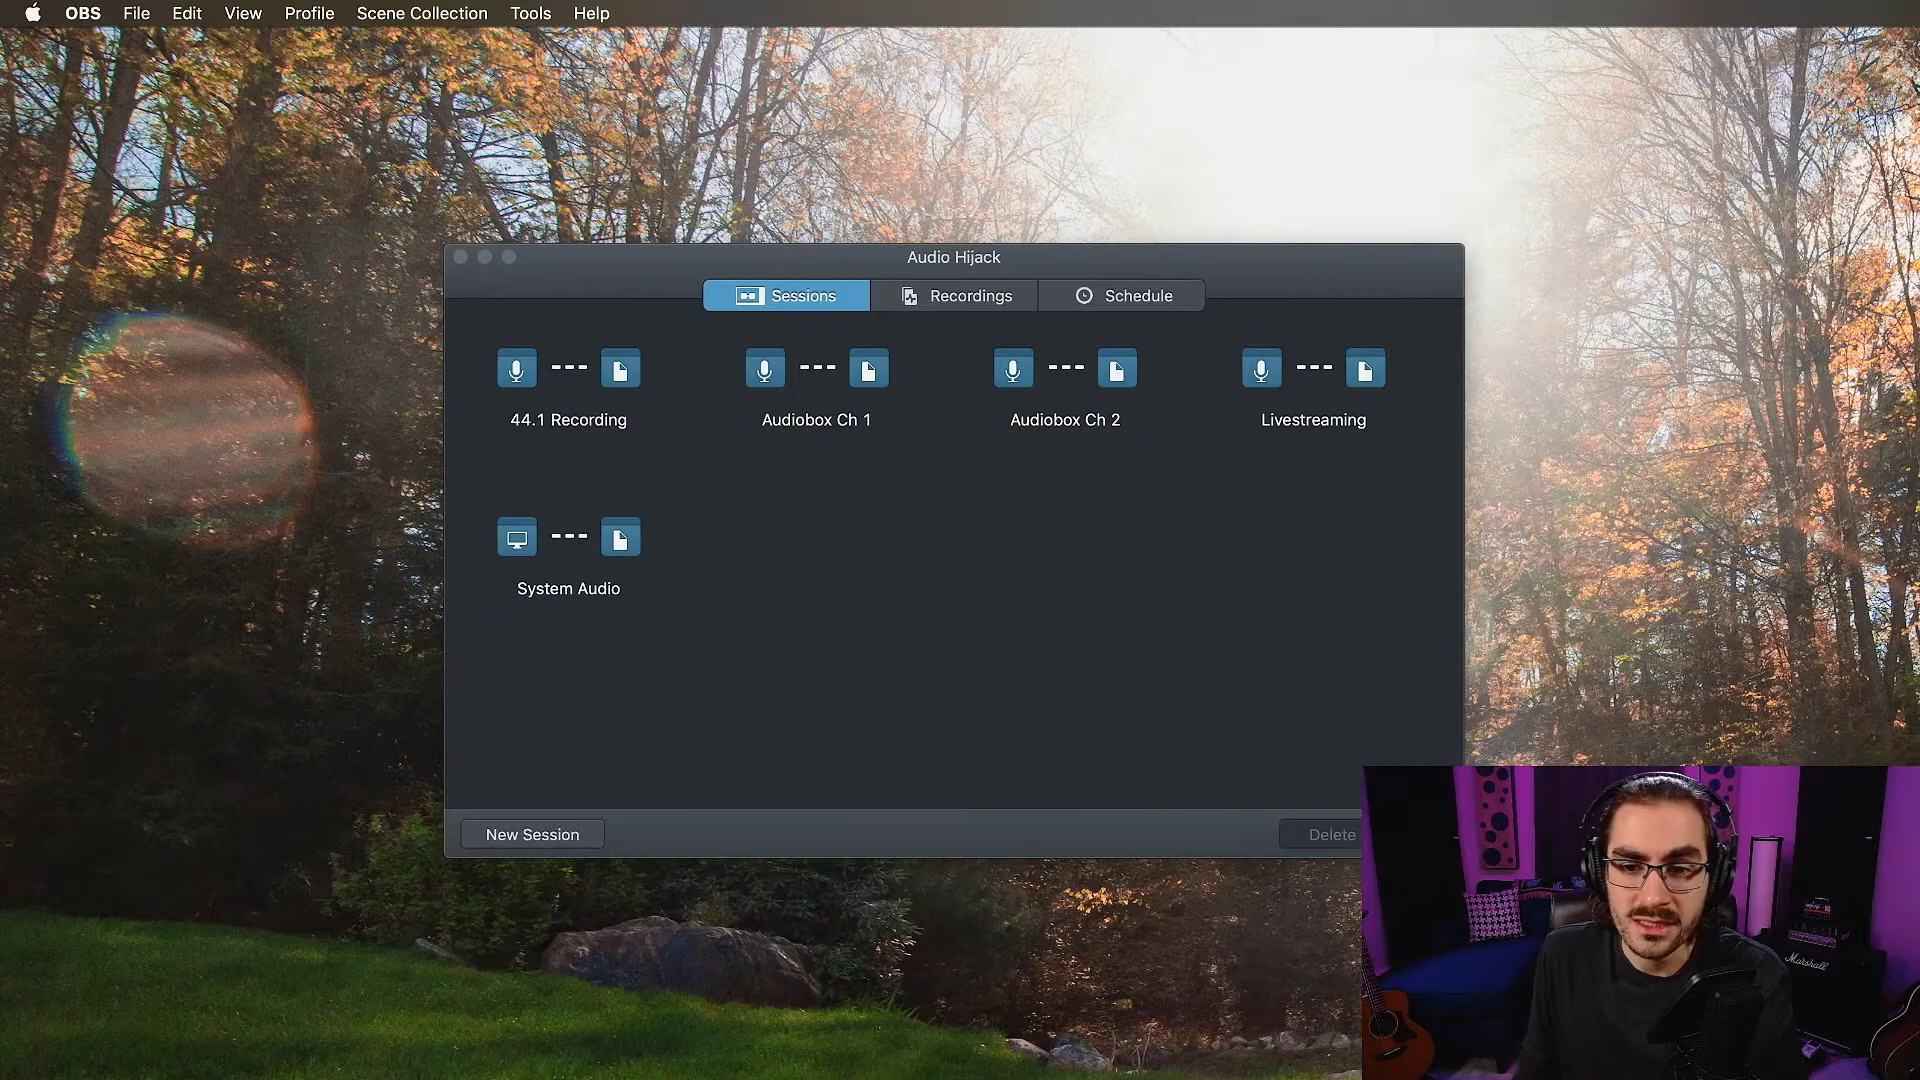 OBS File Edit View Profile Scene Collection Tools Help
Audio Hijack
Sessions Recordings Schedule
44.1 Recording Audiobox Ch 1 Audiobox Ch 2 Livestreaming
System Audio
New Session Delete
Marshall